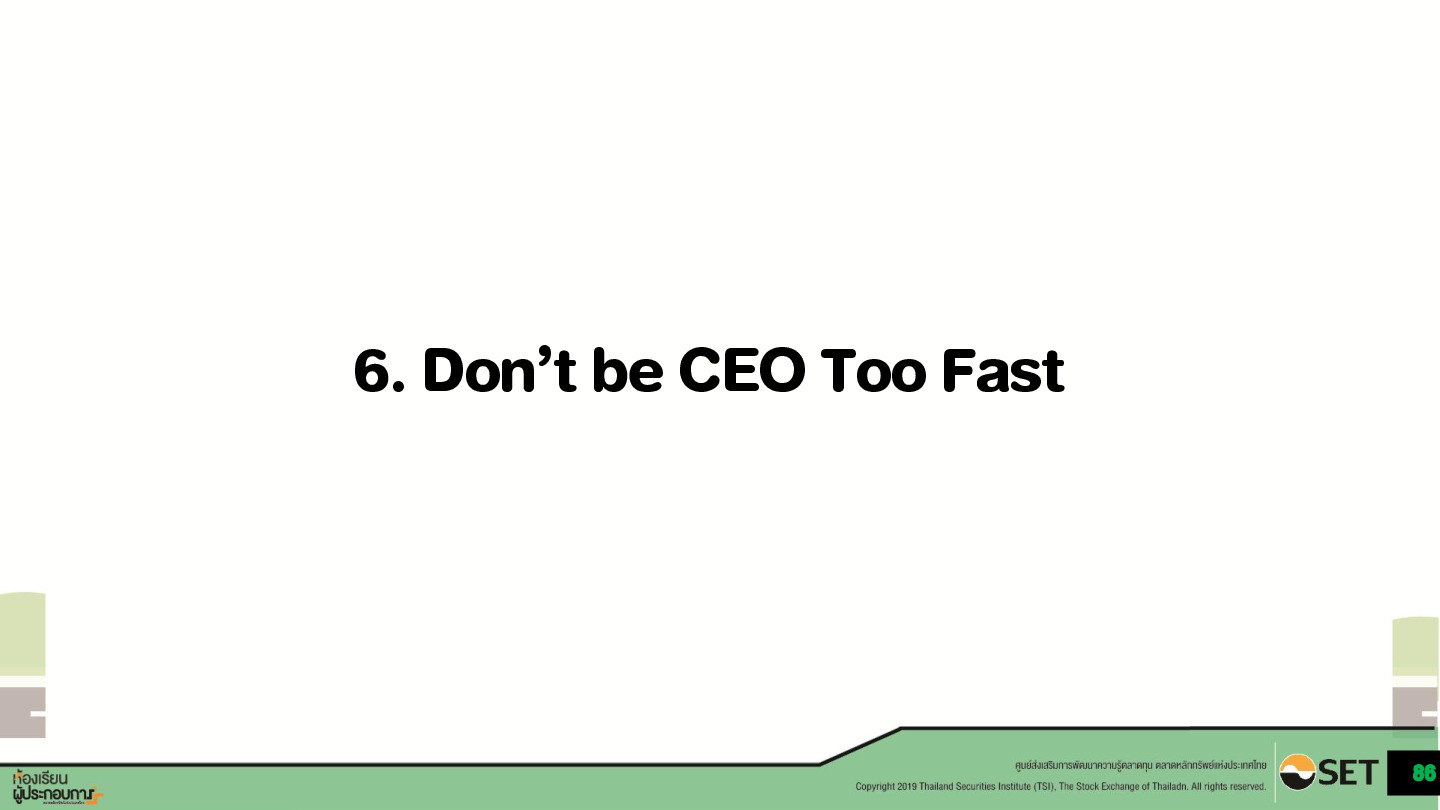 6. Don’t be CEO Too Fast
ศูนย์ส่งเสริมการพัฒนาความรู้ตลาดทุน ตลาดหลักทรัพย์แห่งประเทศไทย
Copyright 2019 Thailand Securities Institute (TSI), The Stock Exchange of Thailadn. All rights reserved.
SET
86
ห้องเรียน
ผู้ประกอบการ